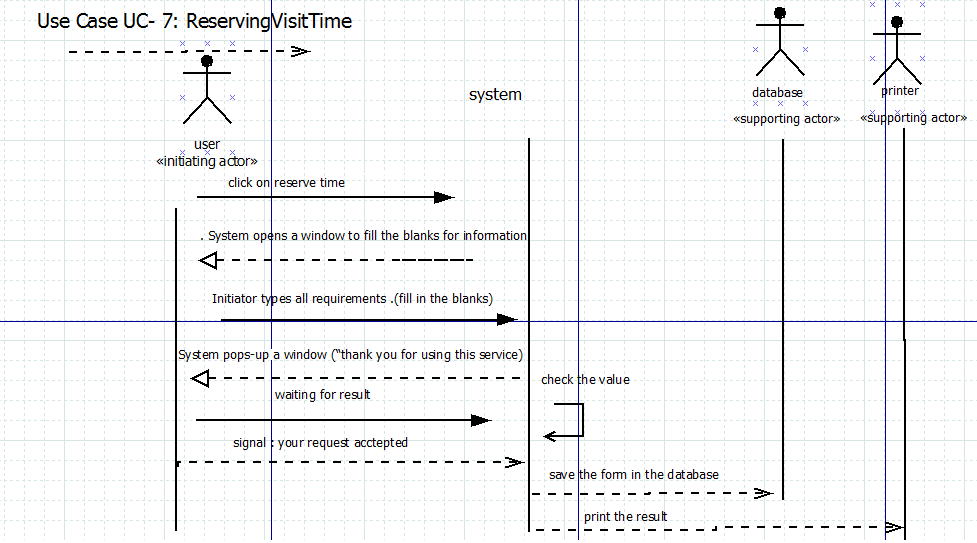 Use Case UC- 7: ReservingVisitTime
system
database
printer
«supporting actor»
«supporting actor»
user
«initiating actor»
click on reserve time
. System opens a window to fill the blanks for information
Initiator types all requirements .(fill in the blanks)
System pops-up a window ("thank you for using this service)
check the value
waiting for result
signal : your request acctepted
save the form in the database
print the result